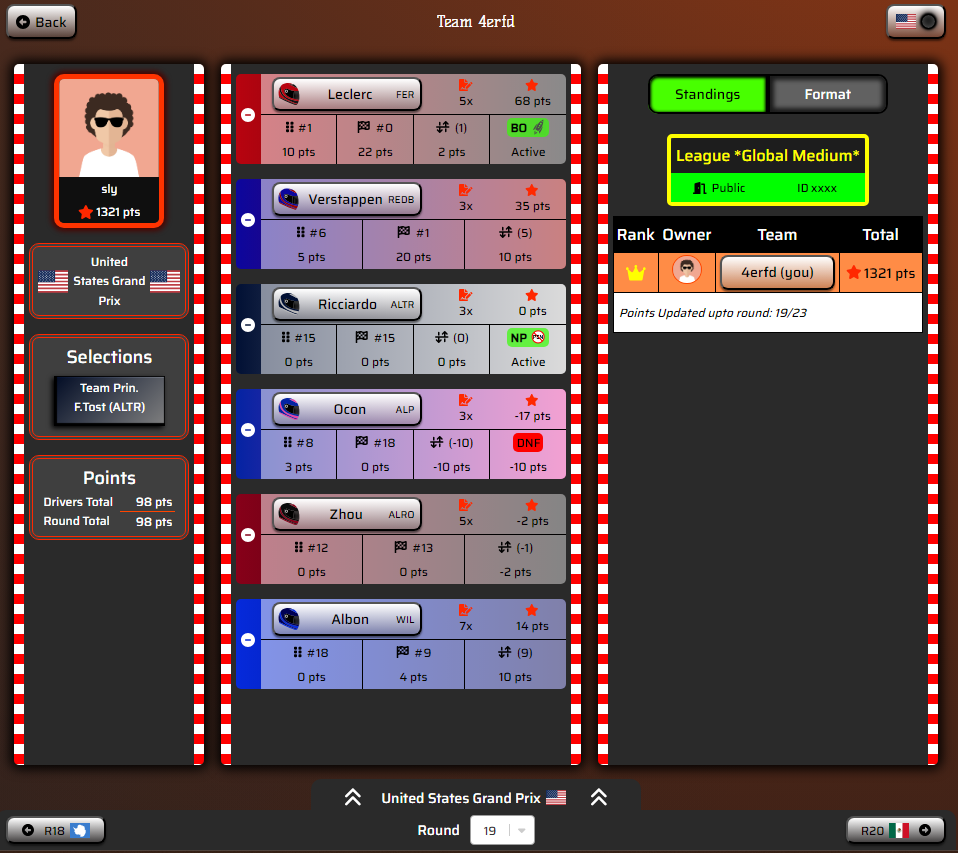 Back
Team 4erfd
sly
1321 pts
United
States Grand
Prix
Selections
Team Prin.
F.Tost (ALTR)
Points
Drivers Total 98 pts
Round Total 98 pts
Leclerc FER 5x 68 pts
#1 #0 (1) BO
10 pts 22 pts 2 pts Active
Verstappen REDB 3x 35 pts
#6 #1 (5)
5 pts 20 pts 10 pts
Ricciardo ALTR 3x 0 pts
#15 #15 (0) NP
0 pts 0 pts 0 pts Active
Ocon ALP 3x -17 pts
#8 #18 (-10) DNF
3 pts 0 pts -10 pts -10 pts
Zhou ALRO 5x -2 pts
#12 #13 (-1)
0 pts 0 pts -2 pts
Albon WIL 7x 14 pts
#18 #9 (9)
0 pts 4 pts 10 pts
Standings Format
League *Global Medium*
Public ID xxxx
Rank Owner Team Total
4erfd (you) 1321 pts
Points Updated upto round: 19/23
United States Grand Prix
R18 Round 19 R20